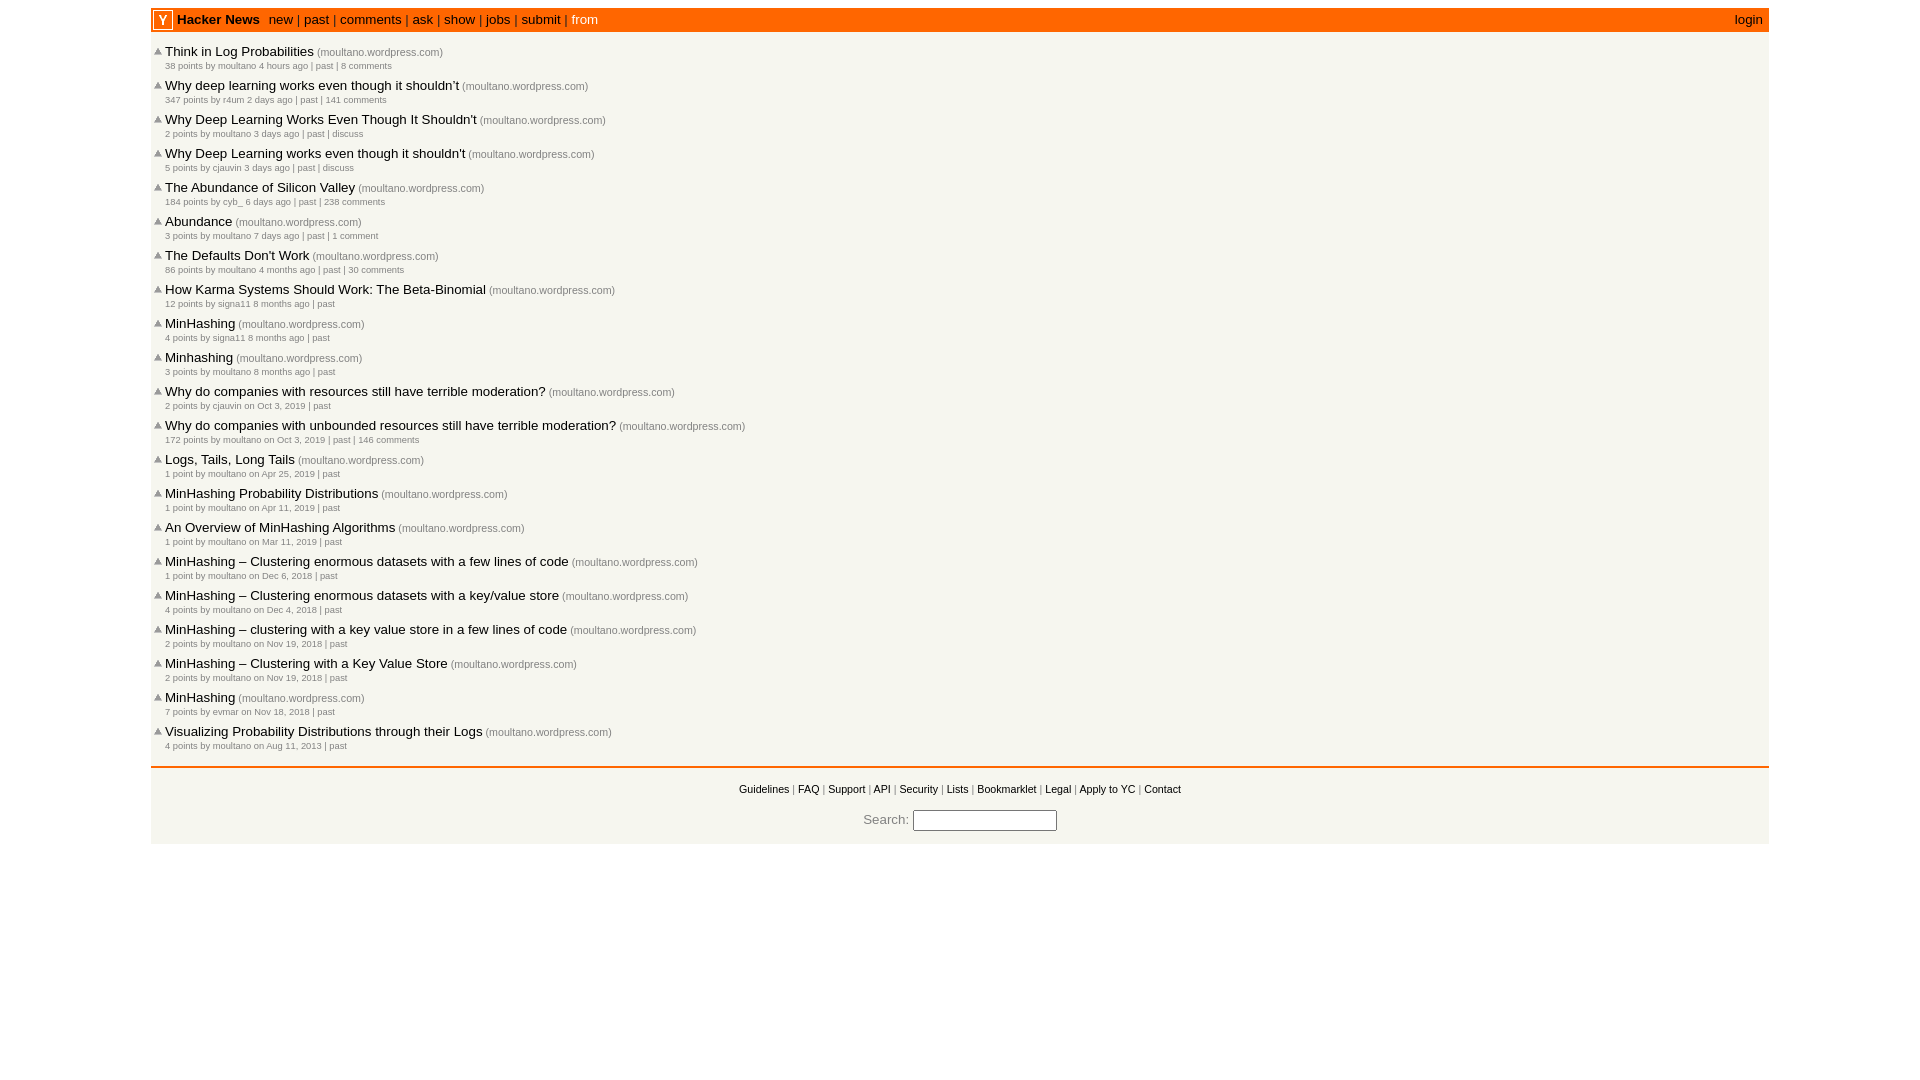 Y Hacker News new | past | comments | ask | show | jobs | submit | from login
Think in Log Probabilities (moultano.wordpress.com)
38 points by moultano 4 hours ago | past | 8 comments
Why deep learning works even though it shouldn’t (moultano.wordpress.com)
347 points by r4um 2 days ago | past | 141 comments
Why Deep Learning Works Even Though It Shouldn't (moultano.wordpress.com)
2 points by moultano 3 days ago | past | discuss
Why Deep Learning works even though it shouldn't (moultano.wordpress.com)
5 points by cjauvin 3 days ago | past | discuss
The Abundance of Silicon Valley (moultano.wordpress.com)
184 points by cyb_ 6 days ago | past | 238 comments
Abundance (moultano.wordpress.com)
3 points by moultano 7 days ago | past | 1 comment
The Defaults Don't Work (moultano.wordpress.com)
86 points by moultano 4 months ago | past | 30 comments
How Karma Systems Should Work: The Beta-Binomial (moultano.wordpress.com)
12 points by signa11 8 months ago | past
MinHashing (moultano.wordpress.com)
4 points by signa11 8 months ago | past
Minhashing (moultano.wordpress.com)
3 points by moultano 8 months ago | past
Why do companies with resources still have terrible moderation? (moultano.wordpress.com)
2 points by cjauvin on Oct 3, 2019 | past
Why do companies with unbounded resources still have terrible moderation? (moultano.wordpress.com)
172 points by moultano on Oct 3, 2019 | past | 146 comments
Logs, Tails, Long Tails (moultano.wordpress.com)
1 point by moultano on Apr 25, 2019 | past
MinHashing Probability Distributions (moultano.wordpress.com)
1 point by moultano on Apr 11, 2019 | past
An Overview of MinHashing Algorithms (moultano.wordpress.com)
1 point by moultano on Mar 11, 2019 | past
MinHashing – Clustering enormous datasets with a few lines of code (moultano.wordpress.com)
1 point by moultano on Dec 6, 2018 | past
MinHashing – Clustering enormous datasets with a key/value store (moultano.wordpress.com)
4 points by moultano on Dec 4, 2018 | past
MinHashing – clustering with a key value store in a few lines of code (moultano.wordpress.com)
2 points by moultano on Nov 19, 2018 | past
MinHashing – Clustering with a Key Value Store (moultano.wordpress.com)
2 points by moultano on Nov 19, 2018 | past
MinHashing (moultano.wordpress.com)
7 points by evmar on Nov 18, 2018 | past
Visualizing Probability Distributions through their Logs (moultano.wordpress.com)
4 points by moultano on Aug 11, 2013 | past
Guidelines | FAQ | Support | API | Security | Lists | Bookmarklet | Legal | Apply to YC | Contact
Search: